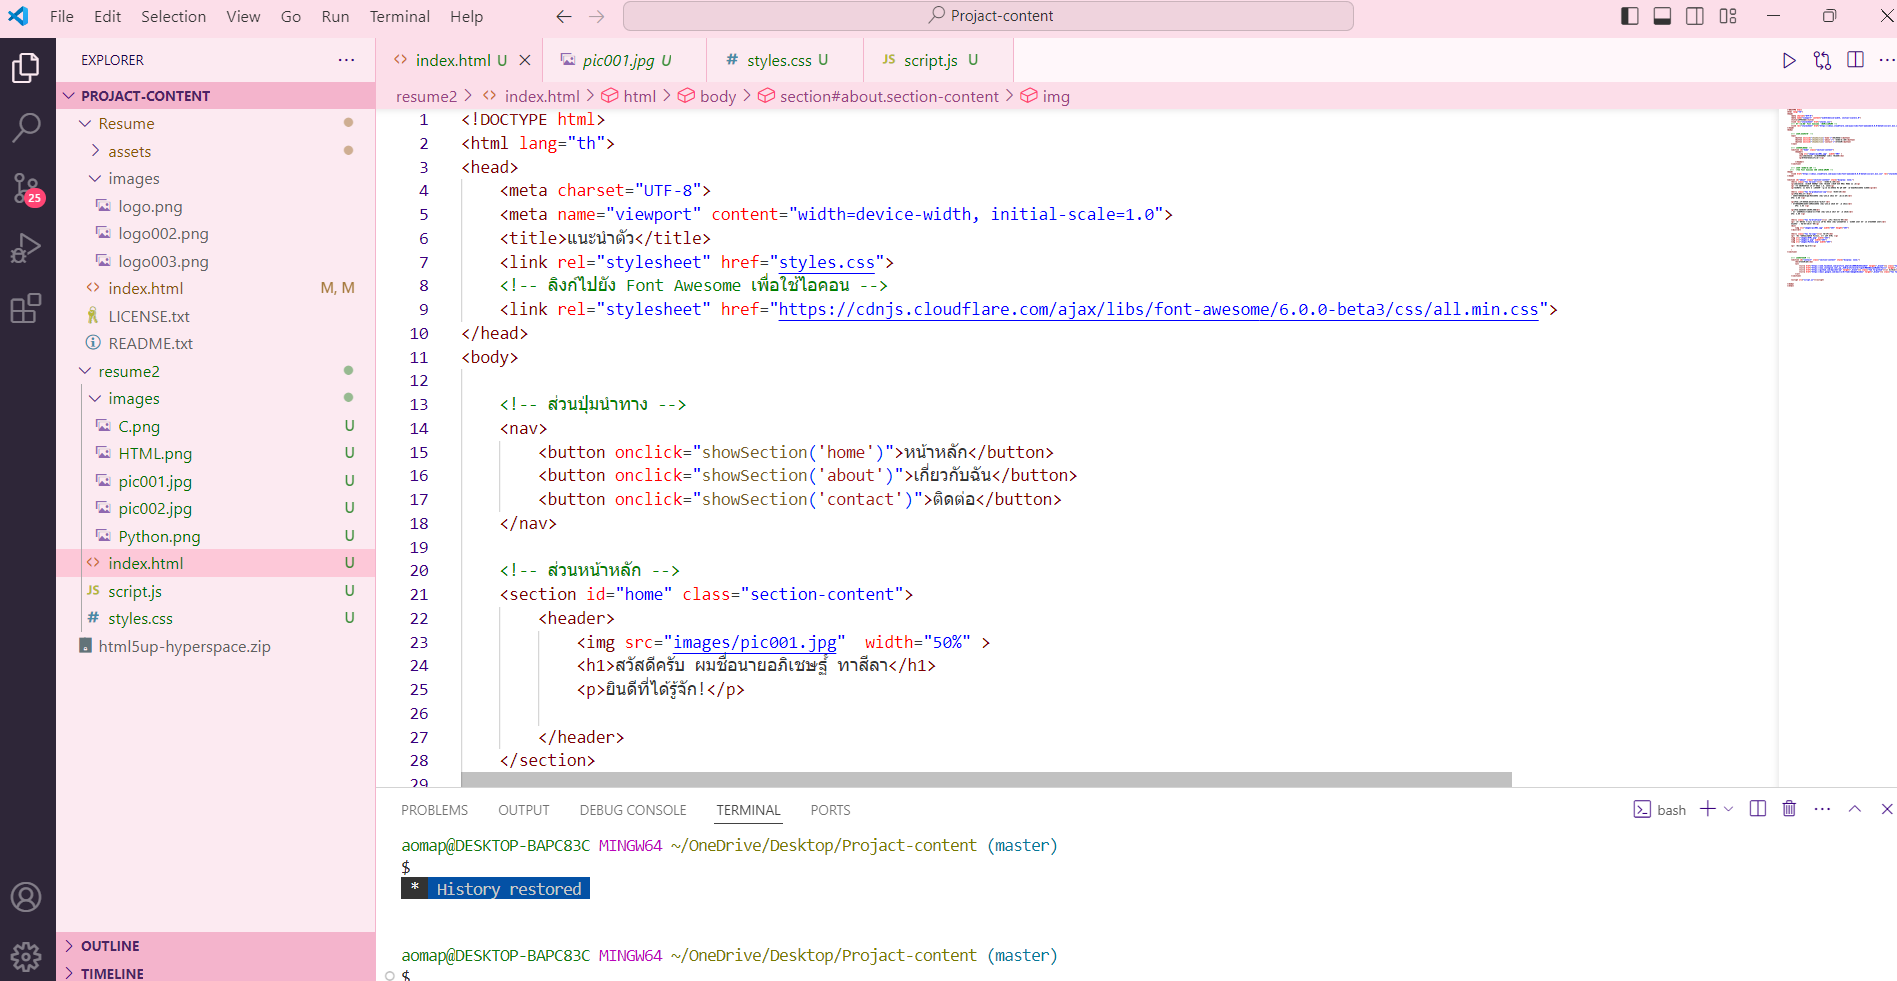 File Edit Selection View Go Run Terminal Help
Projact-content
EXPLORER
PROJACT-CONTENT
Resume
assets
images
logo.png
logo002.png
logo003.png
index.html M, M
LICENSE.txt
README.txt
resume2
images
C.png U
HTML.png U
pic001.jpg U
pic002.jpg U
Python.png U
index.html U
script.js U
styles.css U
html5up-hyperspace.zip
OUTLINE
TIMELINE
25
index.html U
pic001.jpg U
styles.css U
JS script.js U
resume2 > index.html > html > body > section#about.section-content > img
1 <!DOCTYPE html>
2 <html lang="th">
3 <head>
4 <meta charset="UTF-8">
5 <meta name="viewport" content="width=device-width, initial-scale=1.0">
6 <title>แนะนำตัว</title>
7 <link rel="stylesheet" href="styles.css">
8 <!-- ลิงก์ไปยัง Font Awesome เพื่อใช้ไอคอน -->
9 <link rel="stylesheet" href="https://cdnjs.cloudflare.com/ajax/libs/font-awesome/6.0.0-beta3/css/all.min.css">
10 </head>
11 <body>
12
13 <!-- ส่วนปุ่มนำทาง -->
14 <nav>
15 <button onclick="showSection('home')">หน้าหลัก</button>
16 <button onclick="showSection('about')">เกี่ยวกับฉัน</button>
17 <button onclick="showSection('contact')">ติดต่อ</button>
18 </nav>
19
20 <!-- ส่วนหน้าหลัก -->
21 <section id="home" class="section-content">
22 <header>
23 <img src="images/pic001.jpg" width="50%" >
24 <h1>สวัสดีครับ ผมชื่อนายอภิเชษฐ์ ทาสีลา</h1>
25 <p>ยินดีที่ได้รู้จัก!</p>
26
27 </header>
28 </section>
29
PROBLEMS OUTPUT DEBUG CONSOLE TERMINAL PORTS
bash
aomap@DESKTOP-BAPC83C MINGW64 ~/OneDrive/Desktop/Projact-content (master)
$
* History restored
aomap@DESKTOP-BAPC83C MINGW64 ~/OneDrive/Desktop/Projact-content (master)
$